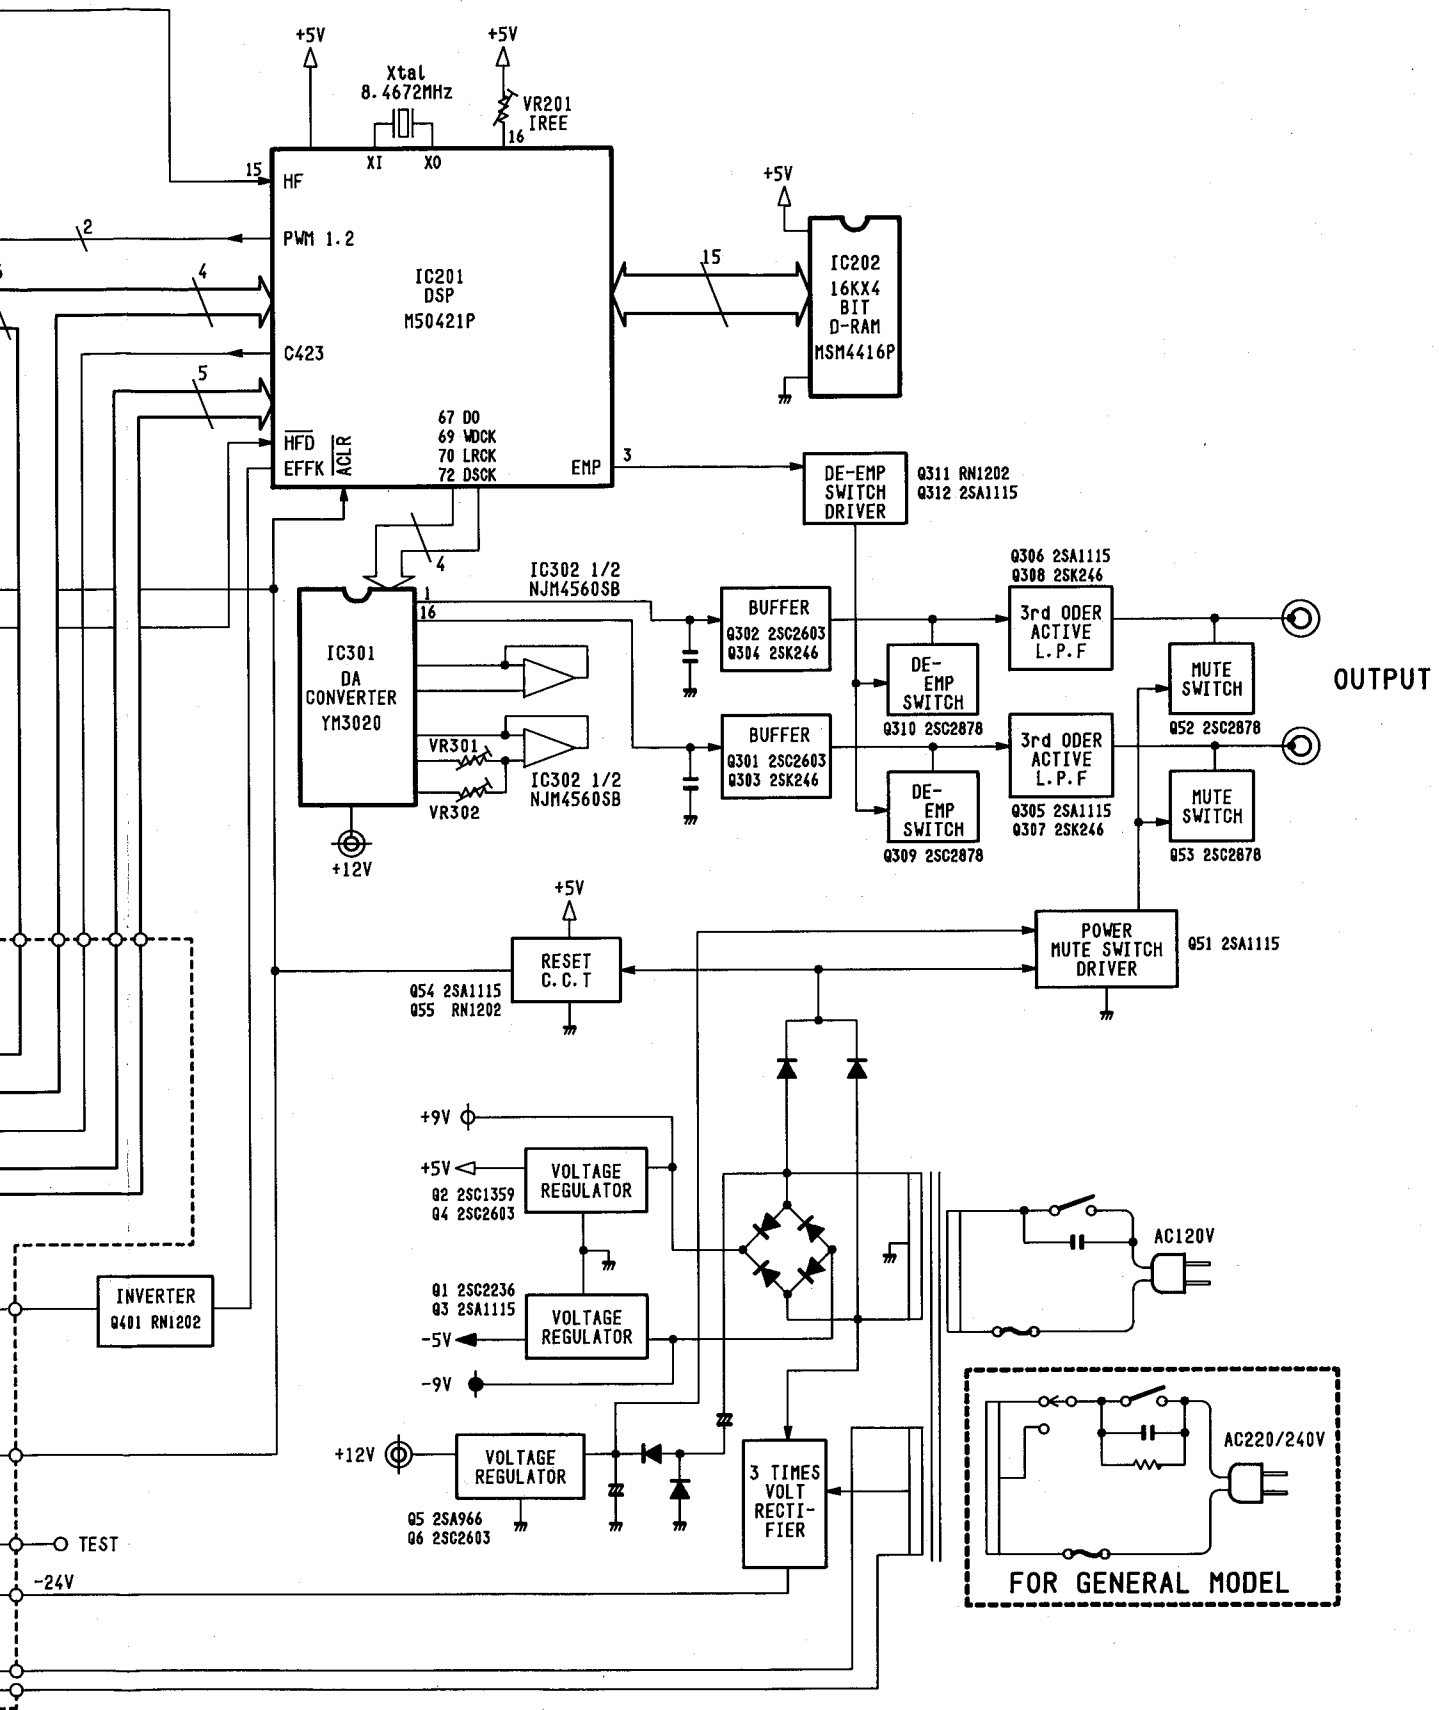 +5V
+5V
Xtal
8.4672MHz
VR201
IREE
16
XI
XO
15
HF
+5V
2
PWM 1.2
4
IC201
DSP
M50421P
15
IC202
16KX4
BIT
D-RAM
MSM4416P
C423
5
67 DO
69 WDCK
70 LRCK
72 DSCK
HFD
EFFK
ACLR
EMP
3
DE-EMP
SWITCH
DRIVER
Q311 RN1202
Q312 2SA1115
4
IC302 1/2
NJM4560SB
1
16
IC301
DA
CONVERTER
YM3020
BUFFER
Q302 2SC2603
Q304 2SK246
Q306 2SA1115
Q308 2SK246
3rd ODER
ACTIVE
L.P.F
DE-
EMP
SWITCH
Q310 2SC2878
MUTE
SWITCH
Q52 2SC2878
OUTPUT
VR301
VR302
IC302 1/2
NJM4560SB
BUFFER
Q301 2SC2603
Q303 2SK246
3rd ODER
ACTIVE
L.P.F
Q305 2SA1115
Q307 2SK246
DE-
EMP
SWITCH
Q309 2SC2878
MUTE
SWITCH
Q53 2SC2878
+12V
+5V
RESET
C.C.T
Q54 2SA1115
Q55 RN1202
POWER
MUTE SWITCH
DRIVER
Q51 2SA1115
+9V
+5V
VOLTAGE
REGULATOR
Q2 2SC1359
Q4 2SC2603
AC120V
INVERTER
Q401 RN1202
Q1 2SC2236
Q3 2SA1115
-5V
VOLTAGE
REGULATOR
-9V
+12V
VOLTAGE
REGULATOR
Q5 2SA966
Q6 2SC2603
3 TIMES
VOLT
RECTI-
FIER
AC220/240V
TEST
-24V
FOR GENERAL MODEL